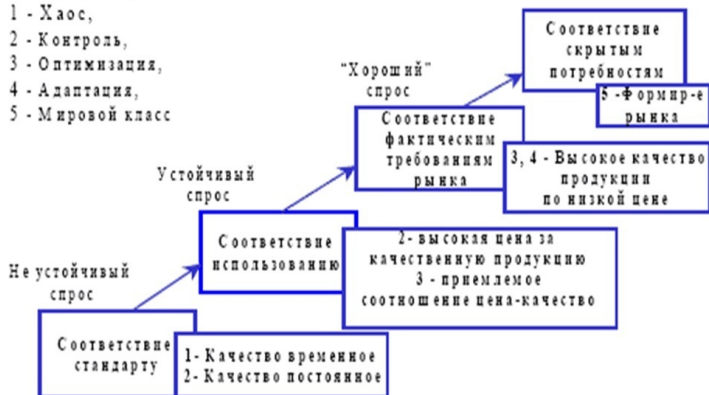 1 - Хаос,
2 - Контроль,
3 - Оптимизация,
4 - Адаптация,
5 - Мировой класс
Соответствие
скрытым
потребностям
5 -Формир-е
рынка
"Хороший"
спрос
Соответствие
фактическим
требованиям
рынка
3, 4 - Высокое качество
продукции
по низкой цене
Устойчивый
спрос
Соответствие
использованию
2- высокая цена за
качественную продукцию
3 - приемлемое
соотношение цена-качество
Не устойчивый
спрос
Соответствие
стандарту
1- Качество временное
2- Качество постоянное